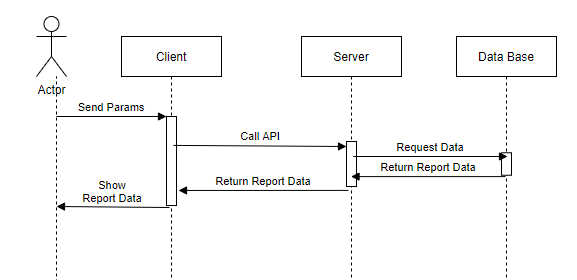 Client
Server
Data Base
Actor
Send Params
Call API
Request Data
Return Report Data
Return Report Data
Show
Report Data